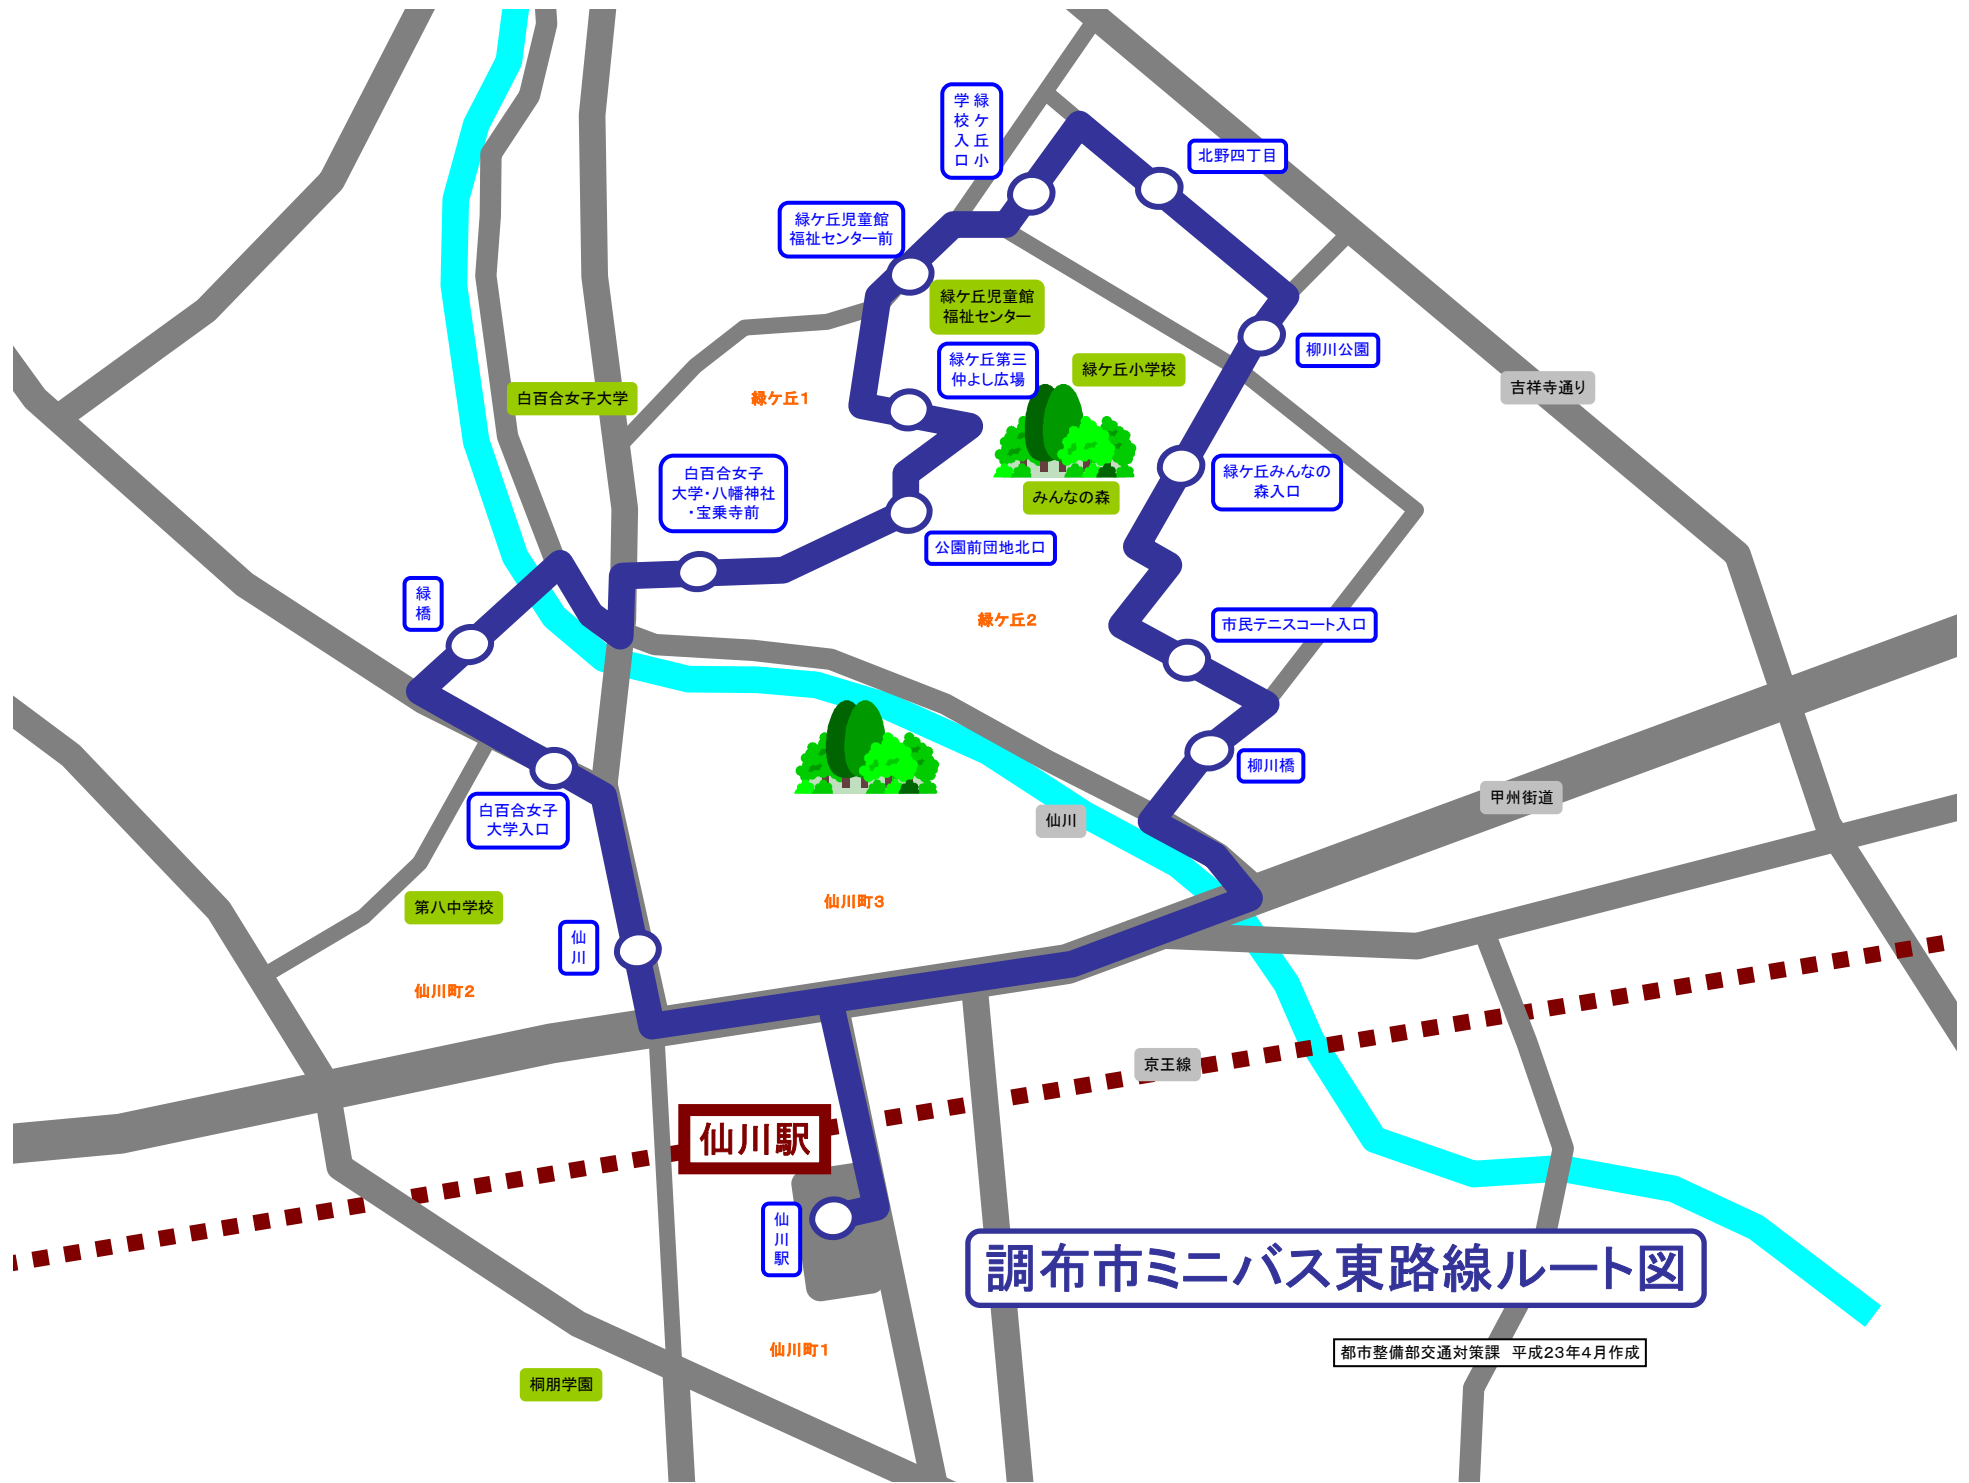 緑ケ丘小
学校入口
北野四丁目
緑ケ丘児童館
福祉センター前
緑ケ丘児童館
福祉センター
柳川公園
緑ケ丘第三
仲よし広場
緑ケ丘小学校
吉祥寺通り
白百合女子大学
緑ケ丘1
白百合女子
大学・八幡神社
・宝乗寺前
緑ケ丘みんなの
森入口
みんなの森
公園前団地北口
緑橋
緑ケ丘2
市民テニスコート入口
柳川橋
甲州街道
白百合女子
大学入口
仙川
第八中学校
仙川町3
仙川
仙川町2
京王線
仙川駅
仙川駅
調布市ミニバス東路線ルート図
仙川町1
都市整備部交通対策課　平成23年4月作成
桐朋学園